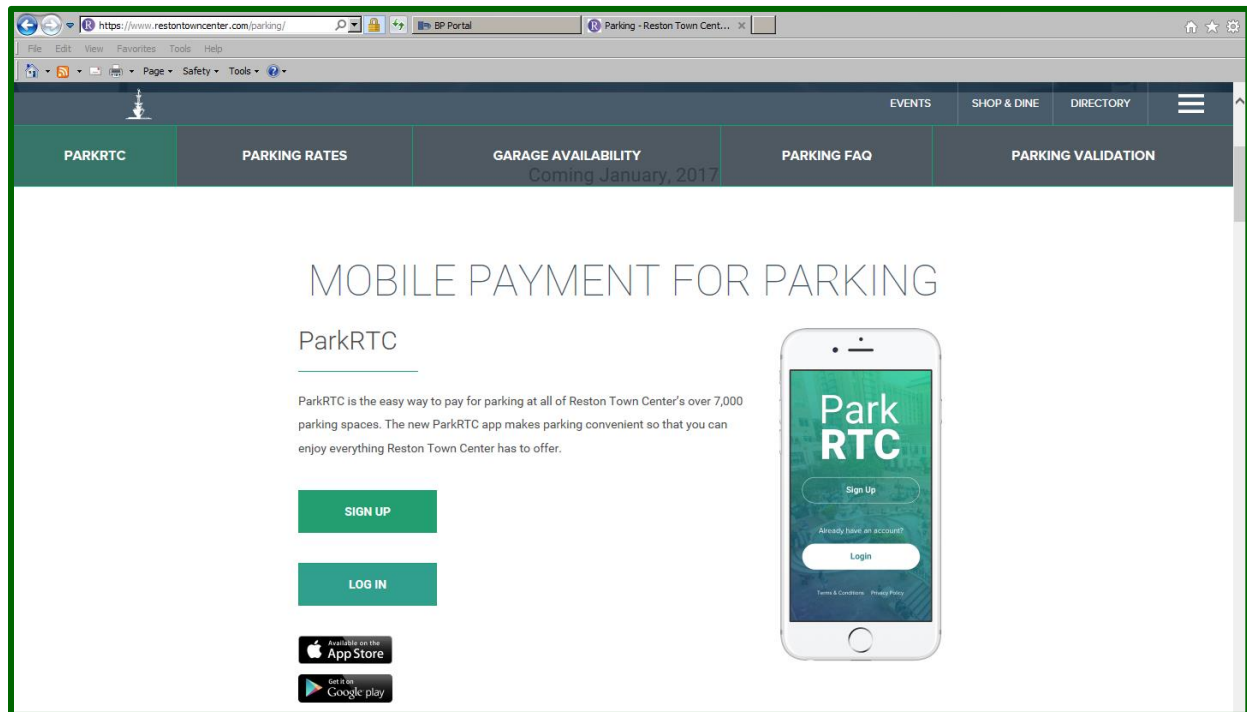 https://www.restontowncenter.com/parking/
BP Portal
Parking - Reston Town Cent...
File Edit View Favorites Tools Help
Page Safety Tools
EVENTS SHOP & DINE DIRECTORY
PARKRTC PARKING RATES GARAGE AVAILABILITY PARKING FAQ PARKING VALIDATION
Coming January, 2017
MOBILE PAYMENT FOR PARKING
ParkRTC
ParkRTC is the easy way to pay for parking at all of Reston Town Center's over 7,000
parking spaces. The new ParkRTC app makes parking convenient so that you can
enjoy everything Reston Town Center has to offer.
SIGN UP
LOG IN
Available on the
App Store
Get it on
Google play
Park
RTC
Sign Up
Already have an account?
Login
Terms & Conditions Privacy Policy